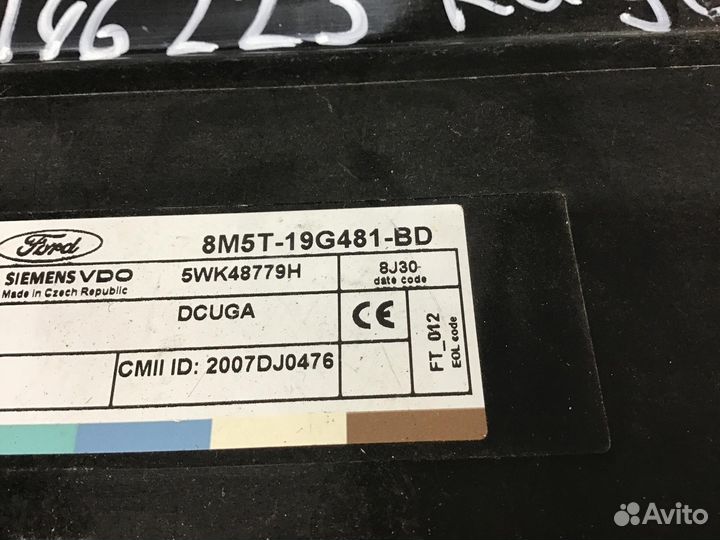 Ford
8M5T-19G481-BD
SIEMENS VDO
Made in Czech Republic
5WK48779H
8J30
date code
DCUGA
CE
FT_012
EOL code
CMII ID: 2007DJ0476
Avito